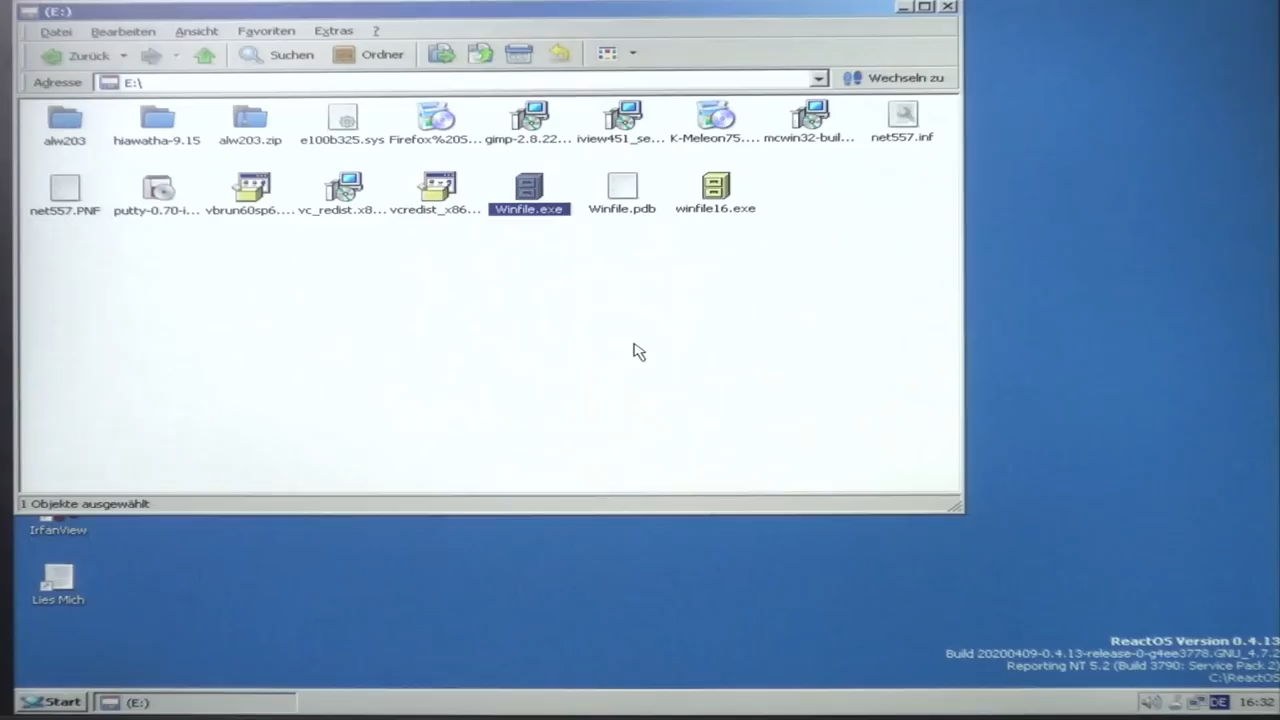 (E:)
Datei Bearbeiten Ansicht Favoriten Extras ?
Zurück Suchen Ordner
Adresse E:\ Wechseln zu
alw203 hiawatha-9.15 alw203.zip e100b325.sys Firefox%20S... gimp-2.8.22... iview451_se... K-Meleon75.... mcwin32-buil... net557.inf
net557.PNF putty-0.70-i... vbrun60sp6.... vc_redist.x8... vcredist_x86... Winfile.exe Winfile.pdb winfile16.exe
1 Objekte ausgewählt
IrfanView
Lies Mich
ReactOS Version 0.4.13
Build 20200409-0.4.13-release-0-g4ee3778.GNU_4.7.2
Reporting NT 5.2 (Build 3790: Service Pack 2)
C:\ReactOS
Start (E:) DE 16:32